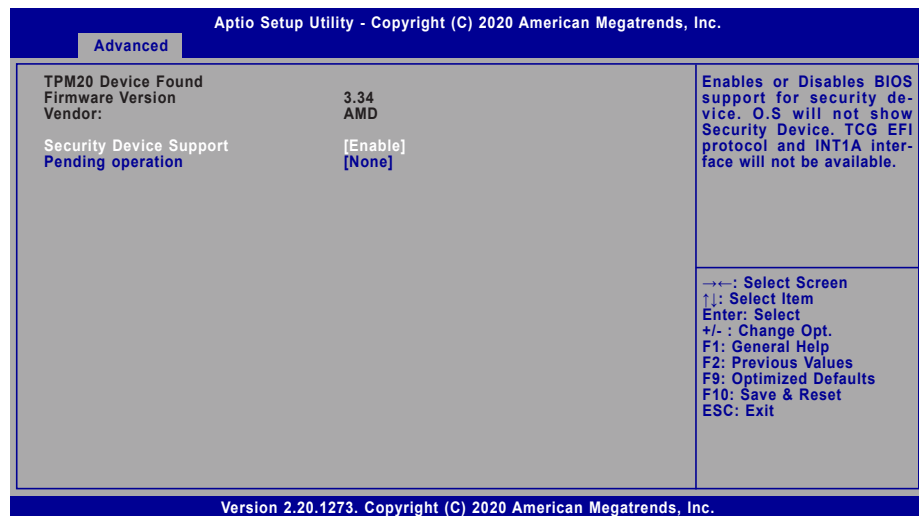 Aptio Setup Utility - Copyright (C) 2020 American Megatrends, Inc.
Advanced
TPM20 Device Found
Firmware Version 3.34
Vendor: AMD
Security Device Support [Enable]
Pending operation [None]
Enables or Disables BIOS
support for security de-
vice. O.S will not show
Security Device. TCG EFI
protocol and INT1A inter-
face will not be available.
→←: Select Screen
↑↓: Select Item
Enter: Select
+/- : Change Opt.
F1: General Help
F2: Previous Values
F9: Optimized Defaults
F10: Save & Reset
ESC: Exit
Version 2.20.1273. Copyright (C) 2020 American Megatrends, Inc.